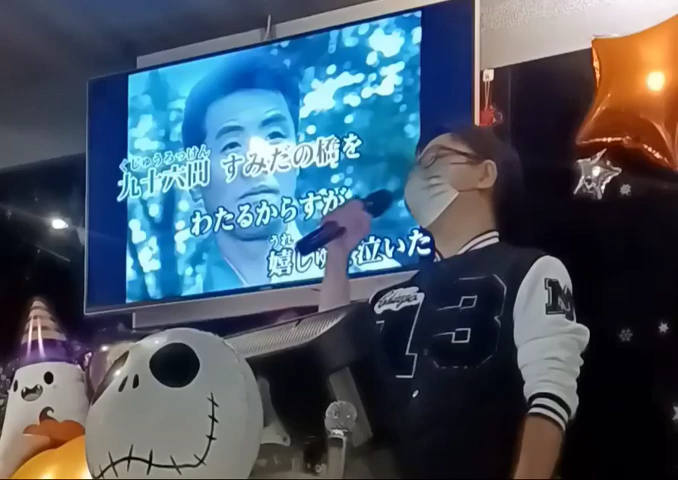 くじゅうろっけん
九十六間 すみだの橋を
わたるからすが
うれ
嬉し
泣いた
73
M